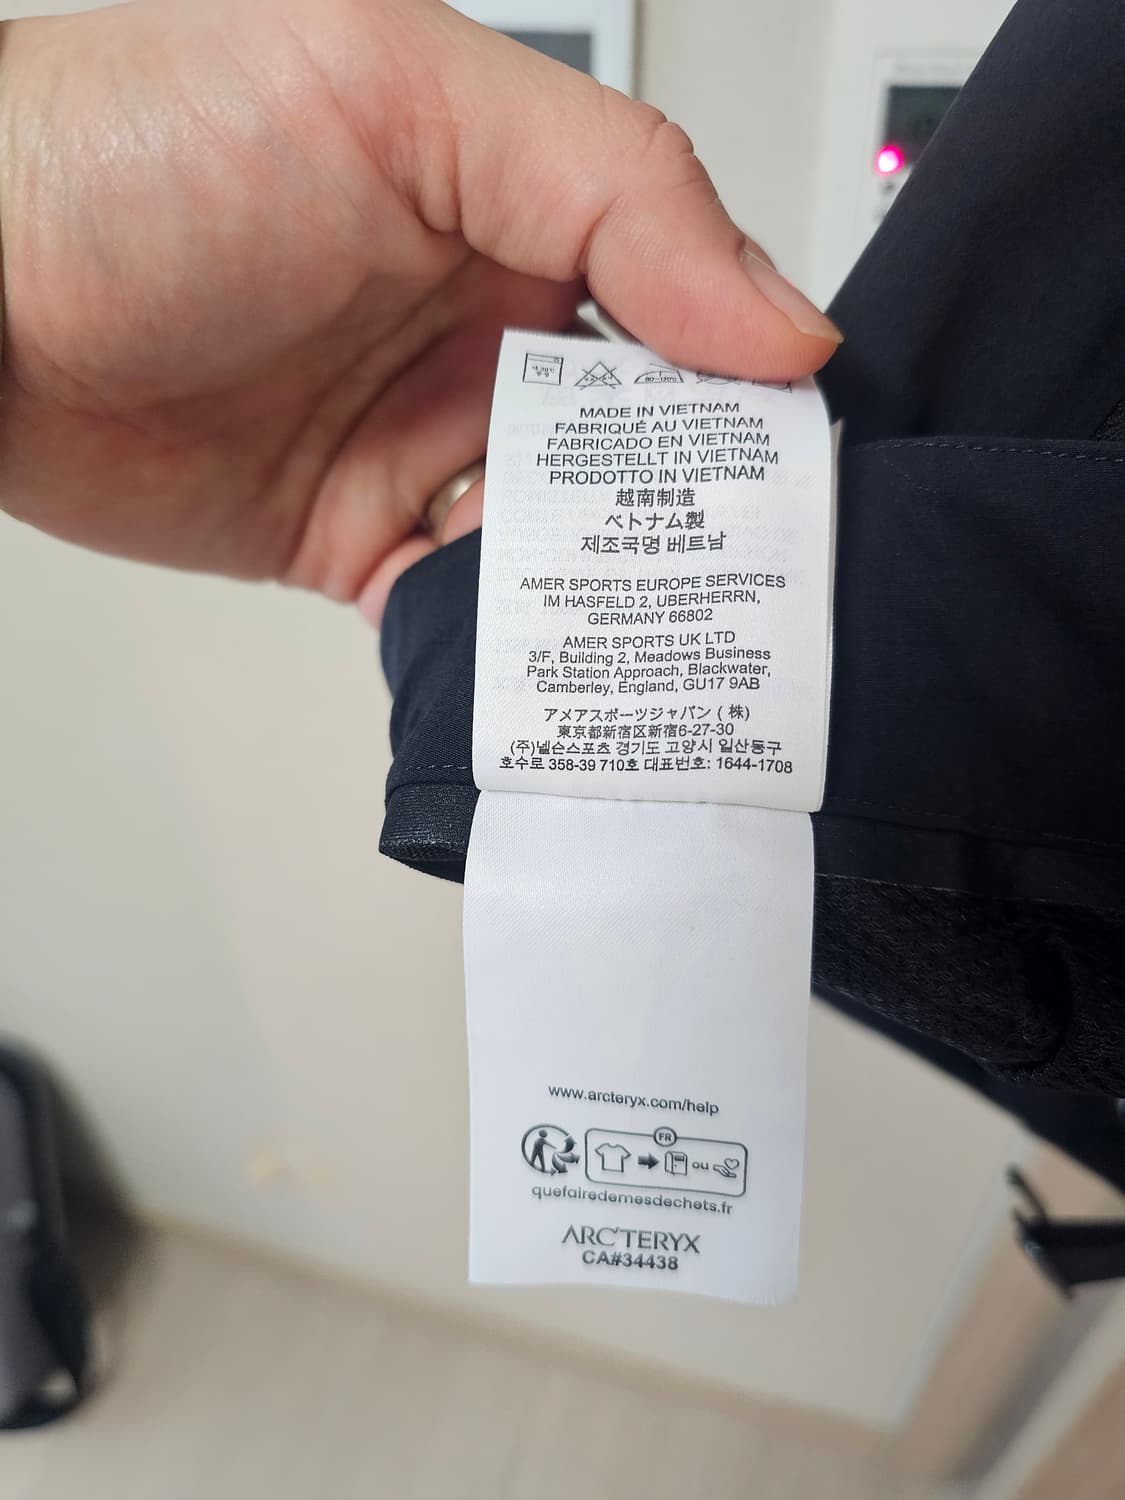 MADE IN VIETNAM
FABRIQUÉ AU VIETNAM
FABRICADO EN VIETNAM
HERGESTELLT IN VIETNAM
PRODOTTO IN VIETNAM
越南制造
ベトナム製
제조국명 베트남
AMER SPORTS EUROPE SERVICES
IM HASFELD 2, UBERHERRN,
GERMANY 66802
AMER SPORTS UK LTD
3/F, Building 2, Meadows Business
Park Station Approach, Blackwater,
Camberley, England, GU17 9AB
アメアスポーツジャパン ( 株)
東京都新宿区新宿6-27-30
(주)넬슨스포츠 경기도 고양시 일산동구
호수로 358-39 710호 대표번호: 1644-1708
www.arcteryx.com/help
FR
ou
quefairedemesdechets.fr
ARC'TERYX
CA#34438